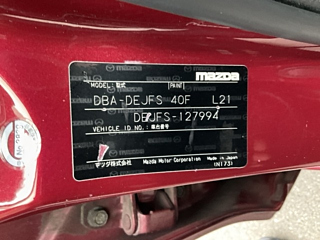 mazda
MODEL: 型式
PAINT:
DBA-DEJFS 40F L21
DEJFS-127994
VEHICLE ID NO.: 車台番号
マツダ株式会社 Mazda Motor Corporation Made in Japan
(N173)